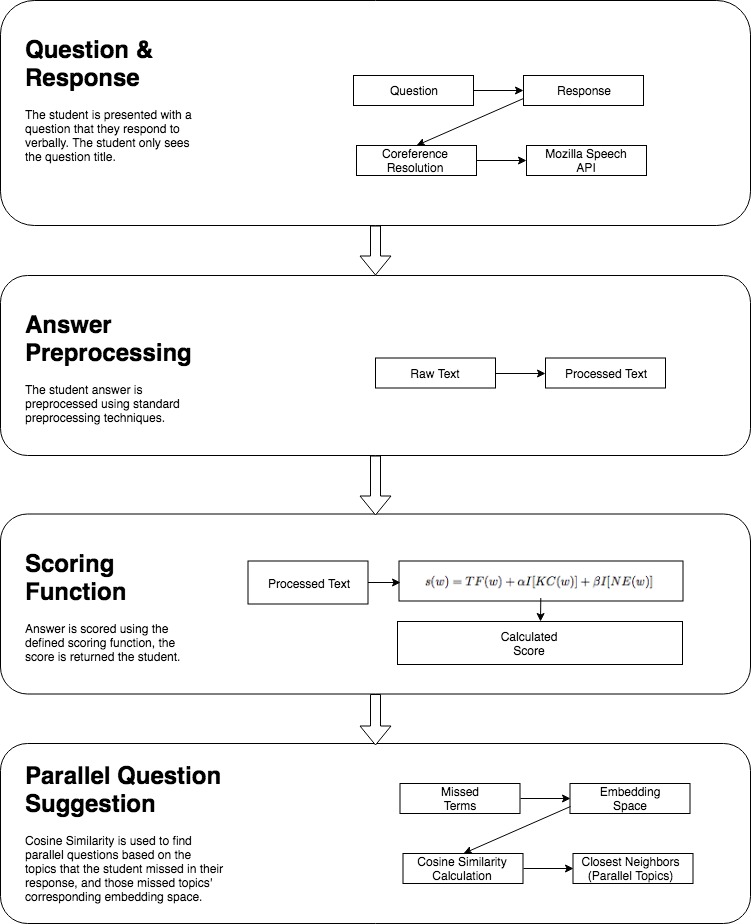 Question &
Response
The student is presented with a
question that they respond to
verbally. The student only sees
the question title.
Question
Response
Coreference
Resolution
Mozilla Speech
API
Answer
Preprocessing
The student answer is
preprocessed using standard
preprocessing techniques.
Raw Text
Processed Text
Scoring
Function
Answer is scored using the
defined scoring function, the
score is returned the student.
Processed Text
s(w) = TF(w) + αI[KC(w)] + βI[NE(w)]
Calculated
Score
Parallel Question
Suggestion
Cosine Similarity is used to find
parallel questions based on the
topics that the student missed in their
response, and those missed topics'
corresponding embedding space.
Missed
Terms
Embedding
Space
Cosine Similarity
Calculation
Closest Neighbors
(Parallel Topics)